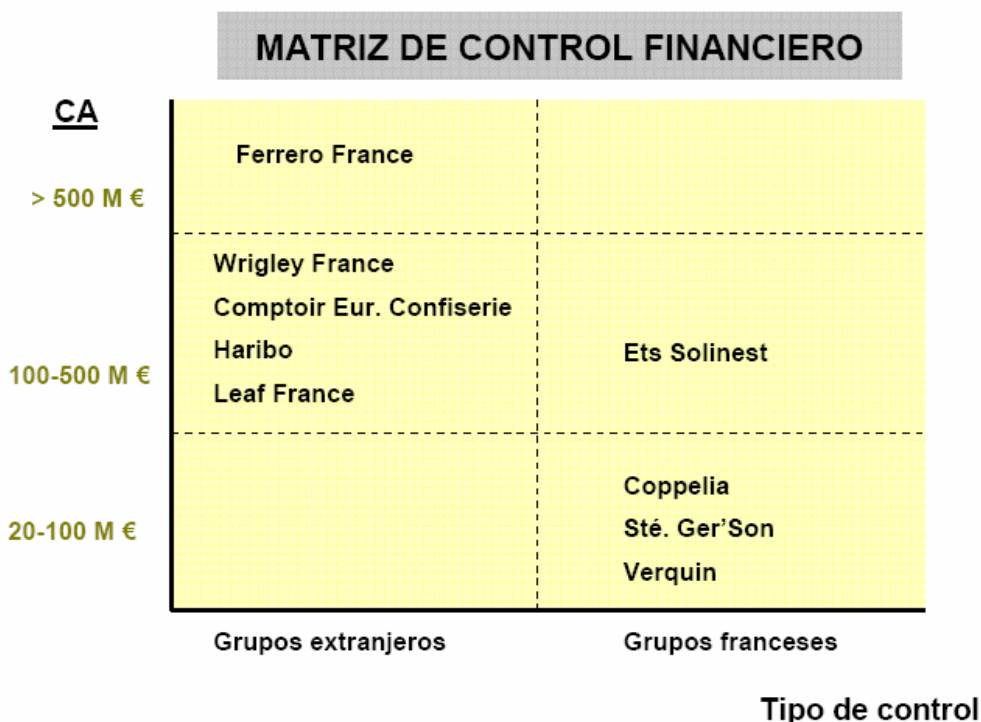 MATRIZ DE CONTROL FINANCIERO
CA
Ferrero France
> 500 M €
Wrigley France
Comptoir Eur. Confiserie
Haribo
Ets Solinest
100-500 M €
Leaf France
Coppelia
20-100 M €
Sté. Ger’Son
Verquin
Grupos extranjeros
Grupos franceses
Tipo de control